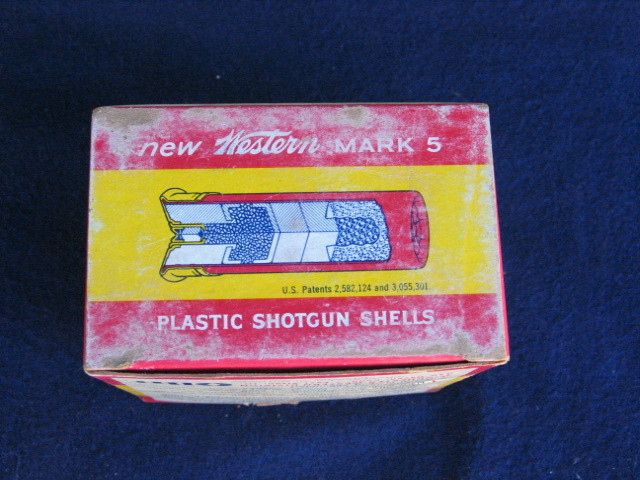 new Western MARK 5
U.S. Patents 2,582,124 and 3,055,301
PLASTIC SHOTGUN SHELLS